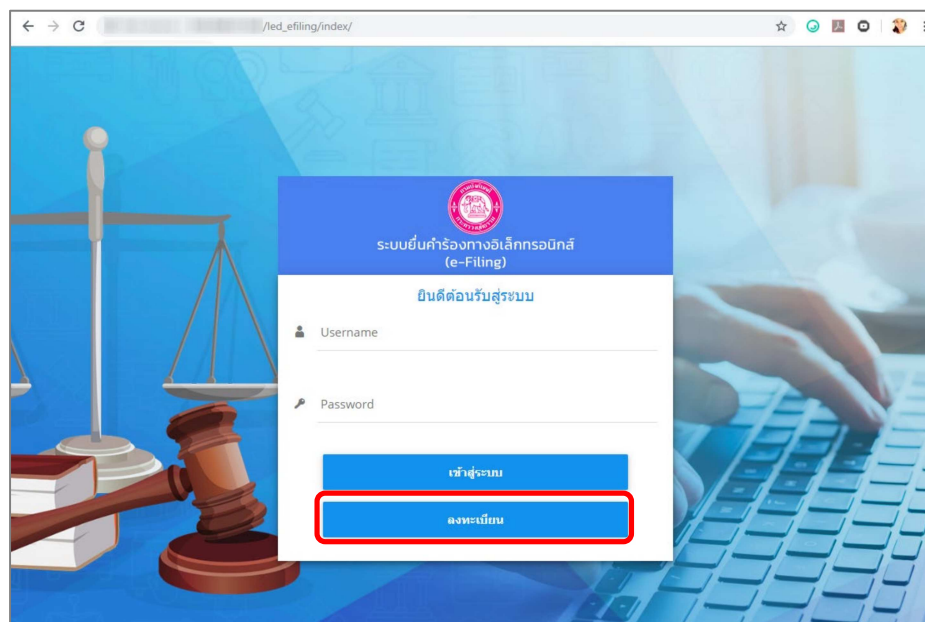 /led_efiling/index/
ระบบยื่นคำร้องทางอิเล็กทรอนิกส์
(e-Filing)
ยินดีต้อนรับสู่ระบบ
Username
Password
เข้าสู่ระบบ
ลงทะเบียน